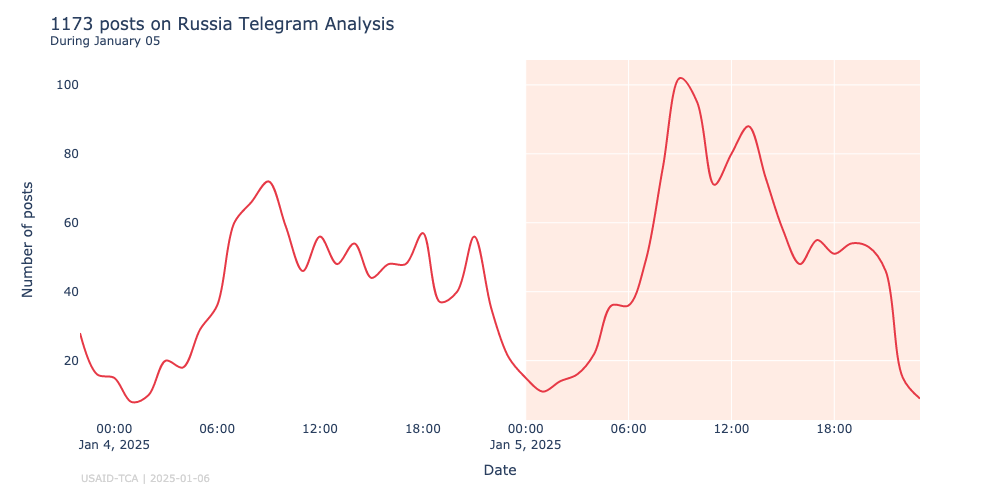 1173 posts on Russia Telegram Analysis
During January 05
100
80
60
40
20
Number of posts
00:00 06:00 12:00 18:00 00:00 06:00 12:00 18:00
Jan 4, 2025 Jan 5, 2025
Date
USAID-TCA | 2025-01-06